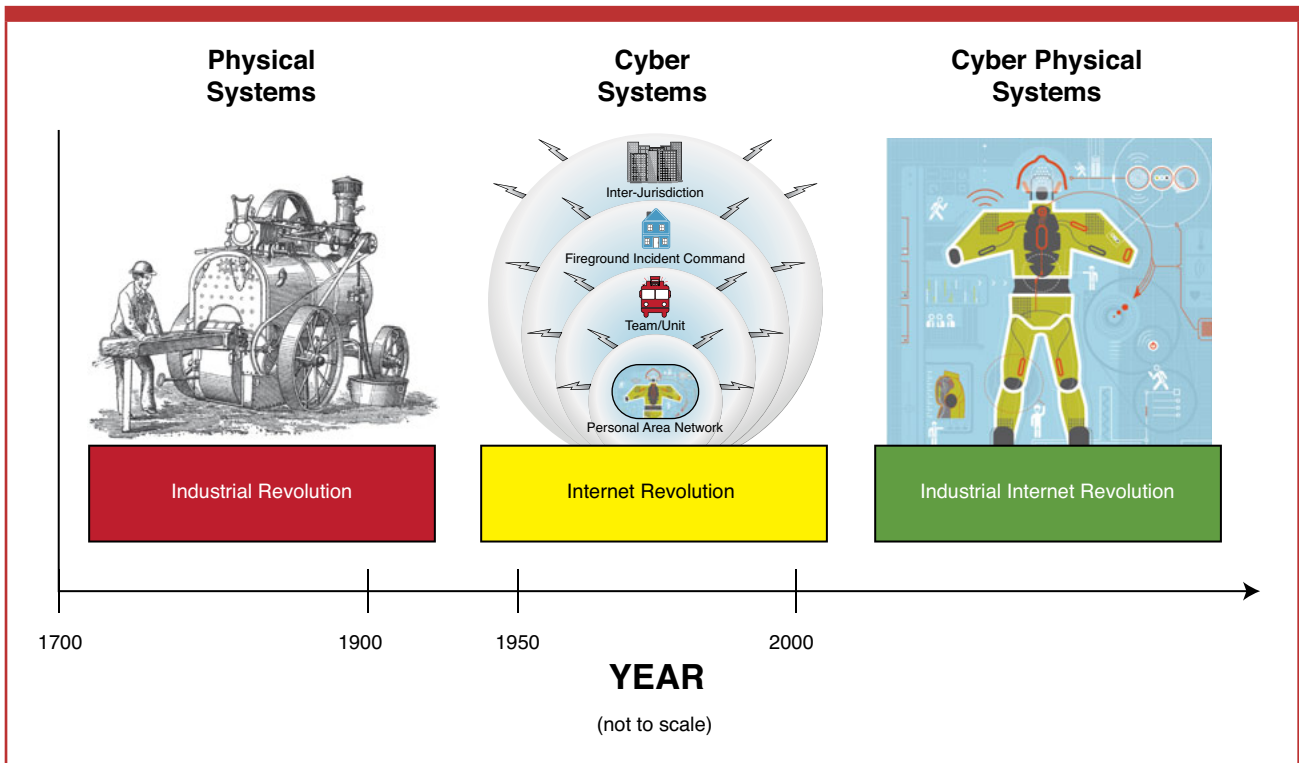 Physical
Systems
Cyber
Systems
Cyber Physical
Systems
Inter-Jurisdiction
Fireground Incident Command
Team/Unit
Personal Area Network
Industrial Revolution
Internet Revolution
Industrial Internet Revolution
1700
1900
1950
2000
YEAR
(not to scale)